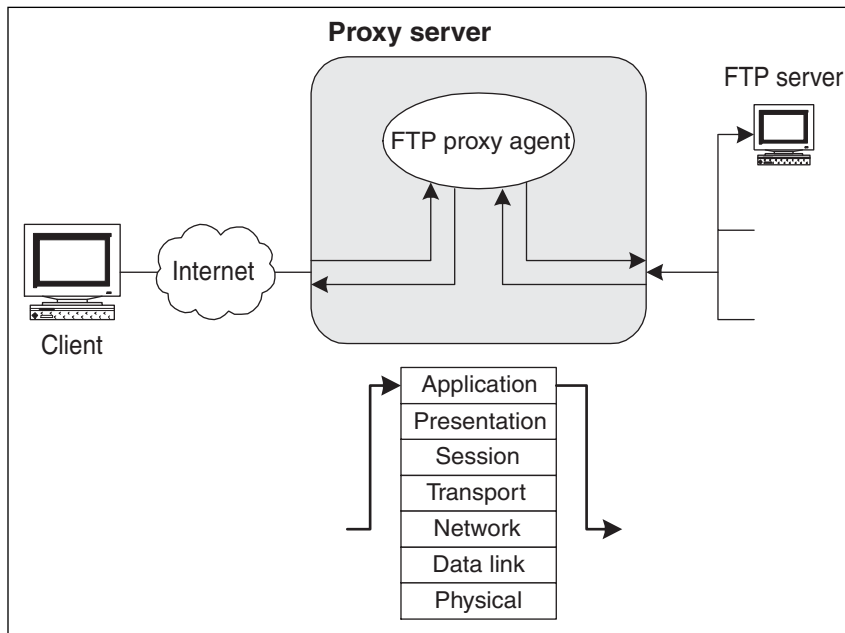 Proxy server
FTP server
FTP proxy agent
Internet
Client
Application
Presentation
Session
Transport
Network
Data link
Physical